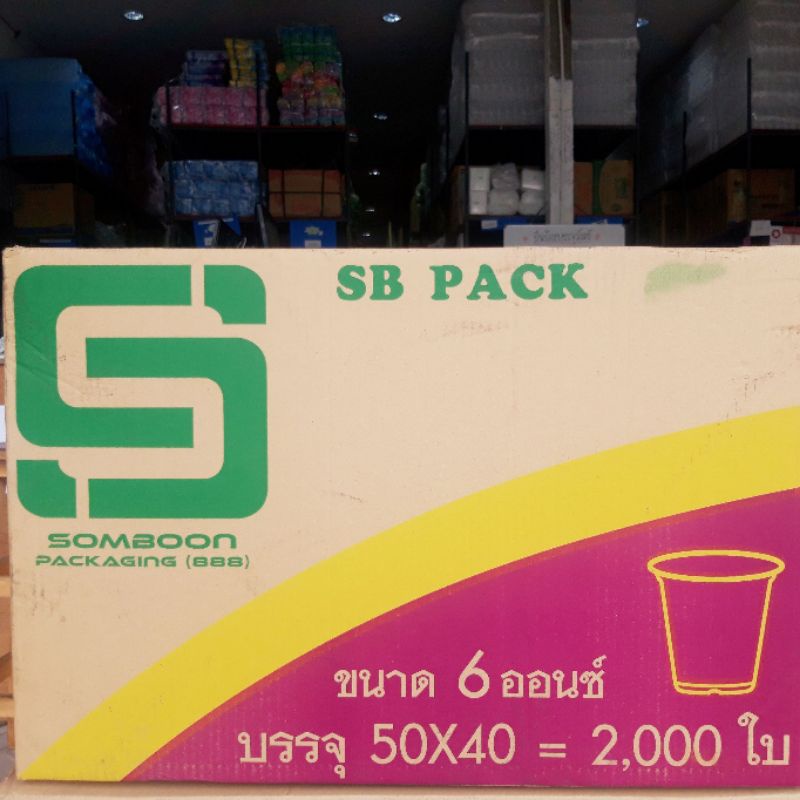 SB PACK
SOMBOON
PACKAGING (888)
ขนาด 6 ออนซ์
บรรจุ 50X40 = 2,000 ใบ